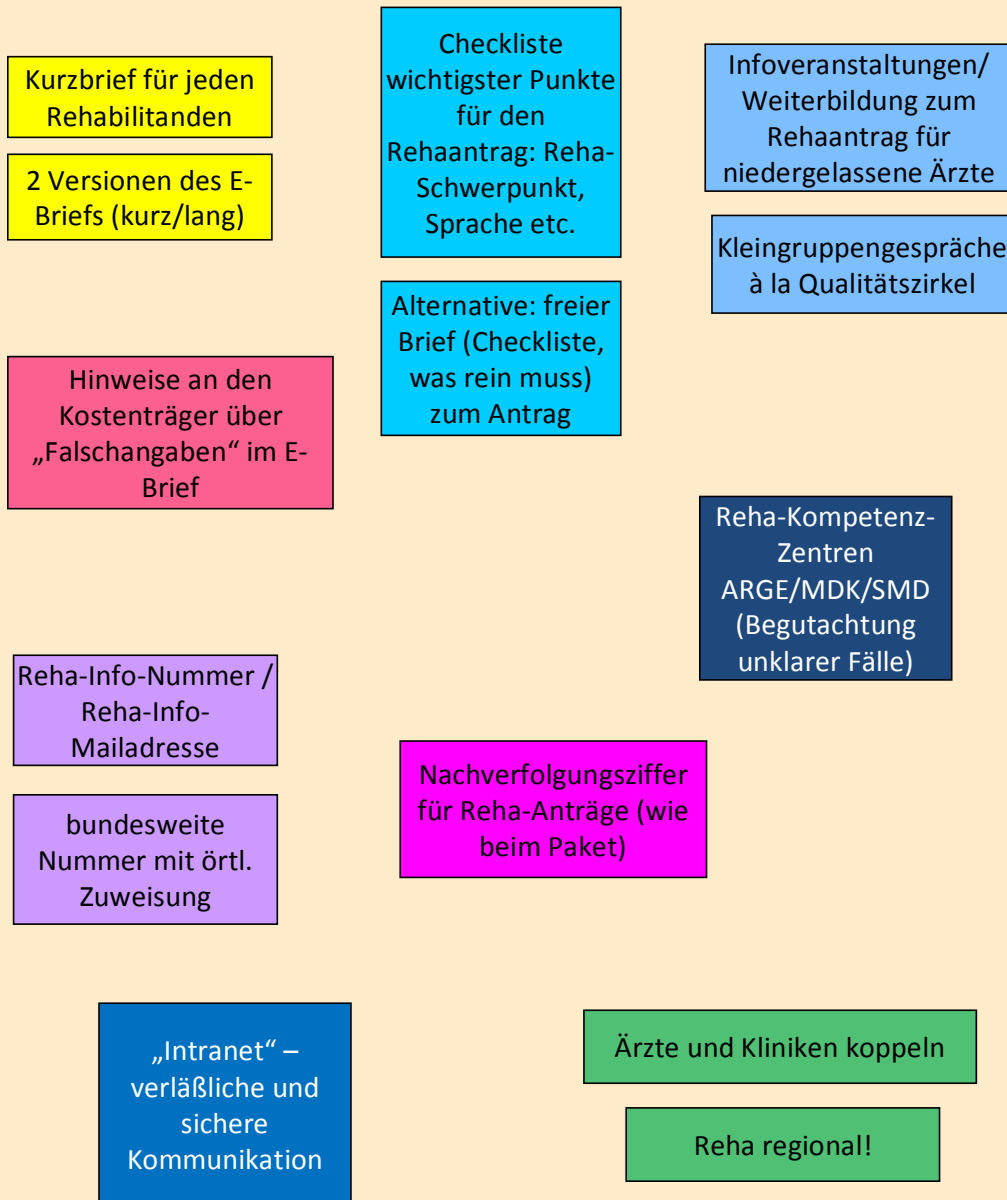 Kurzbrief für jeden
Rehabilitanden
2 Versionen des E-
Briefs (kurz/lang)
Checkliste
wichtigster Punkte
für den
Rehaantrag: Reha-
Schwerpunkt,
Sprache etc.
Infoveranstaltungen/
Weiterbildung zum
Rehaantrag für
niedergelassene Ärzte
Kleingruppengespräche
à la Qualitätszirkel
Alternative: freier
Brief (Checkliste,
was rein muss)
zum Antrag
Hinweise an den
Kostenträger über
„Falschangaben“ im E-
Brief
Reha-Kompetenz-
Zentren
ARGE/MDK/SMD
(Begutachtung
unklarer Fälle)
Reha-Info-Nummer /
Reha-Info-
Mailadresse
bundesweite
Nummer mit örtl.
Zuweisung
Nachverfolgungsziffer
für Reha-Anträge (wie
beim Paket)
„Intranet“ –
verläßliche und
sichere
Kommunikation
Ärzte und Kliniken koppeln
Reha regional!